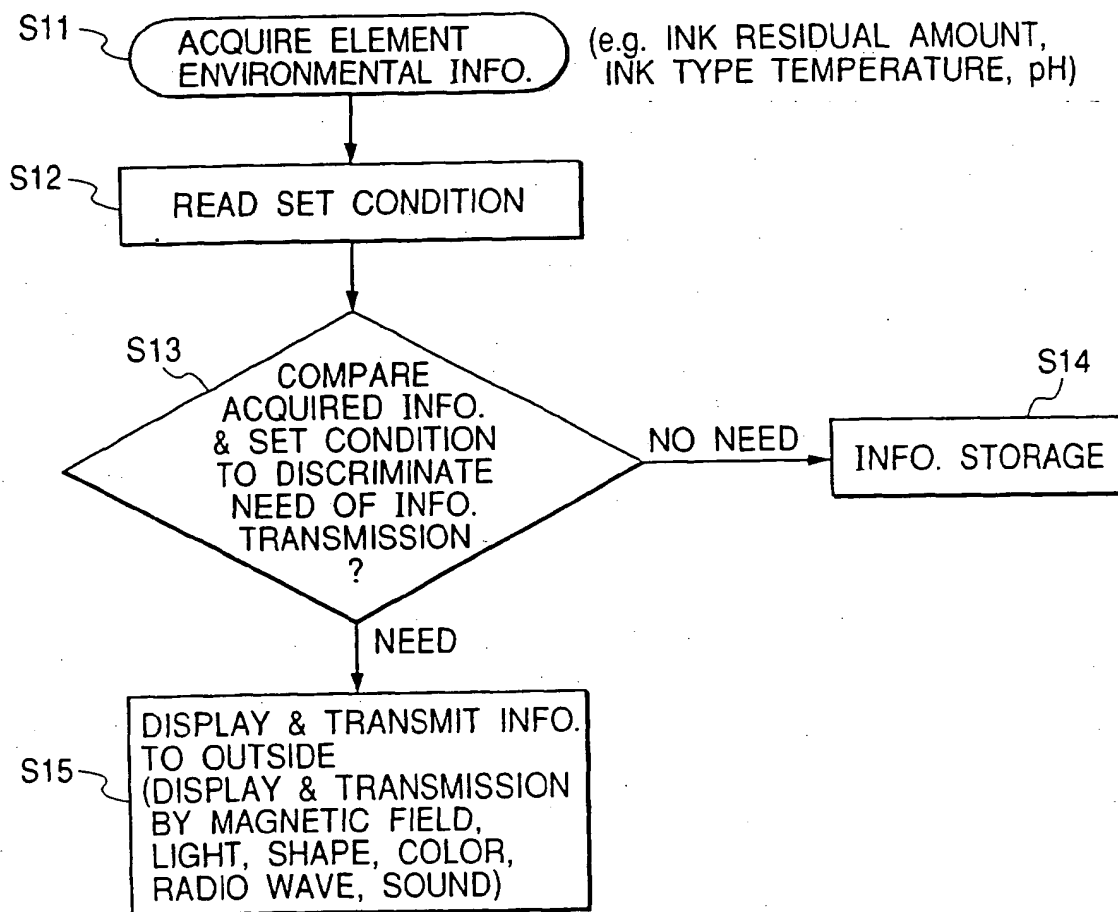 S11
ACQUIRE ELEMENT
ENVIRONMENTAL INFO.
(e.g. INK RESIDUAL AMOUNT,
INK TYPE TEMPERATURE, pH)
S12
READ SET CONDITION
S13
COMPARE
ACQUIRED INFO.
& SET CONDITION
TO DISCRIMINATE
NEED OF INFO.
TRANSMISSION
?
NO NEED
S14
INFO. STORAGE
NEED
S15
DISPLAY & TRANSMIT INFO.
TO OUTSIDE
(DISPLAY & TRANSMISSION
BY MAGNETIC FIELD,
LIGHT, SHAPE, COLOR,
RADIO WAVE, SOUND)